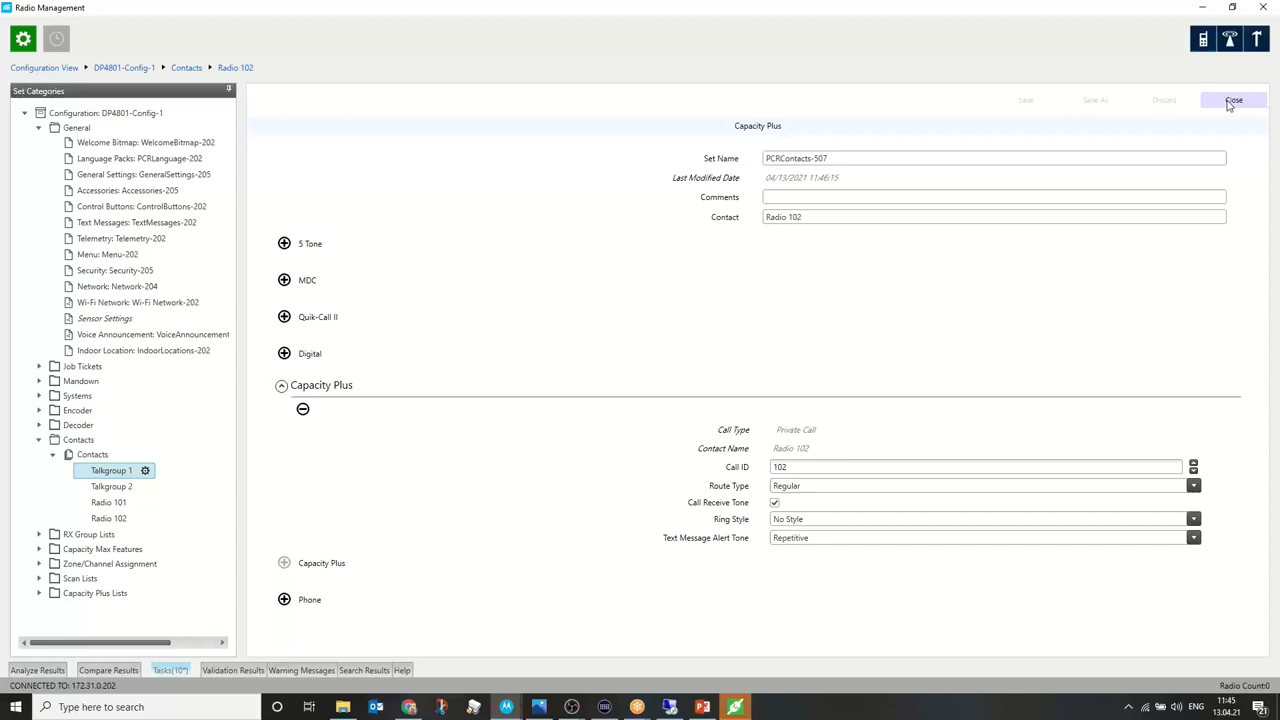 Radio Management
Configuration View DP4801-Config-1 Contacts Radio 102
Set Categories
Configuration: DP4801-Config-1
General
Welcome Bitmap: WelcomeBitmap-202
Language Packs: PCRLanguage-202
General Settings: GeneralSettings-205
Accessories: Accessories-205
Control Buttons: ControlButtons-202
Text Messages: TextMessages-202
Telemetry: Telemetry-202
Menu: Menu-202
Security: Security-205
Network: Network-204
Wi-Fi Network: Wi-Fi Network-202
Sensor Settings
Voice Announcement: VoiceAnnouncement
Indoor Location: IndoorLocations-202
Job Tickets
Mandown
Systems
Encoder
Decoder
Contacts
Contacts
Talkgroup 1
Talkgroup 2
Radio 101
Radio 102
RX Group Lists
Capacity Max Features
Zone/Channel Assignment
Scan Lists
Capacity Plus Lists
Save Save As Discard Close
Capacity Plus
Set Name PCRContacts-507
Last Modified Date 04/13/2021 11:46:15
Comments
Contact Radio 102
5 Tone
MDC
Quik-Call II
Digital
Capacity Plus
Call Type Private Call
Contact Name Radio 102
Call ID 102
Route Type Regular
Call Receive Tone
Ring Style No Style
Text Message Alert Tone Repetitive
Capacity Plus
Phone
Analyze Results Compare Results Tasks(10*) Validation Results Warning Messages Search Results Help
CONNECTED TO: 172.31.0.202 Radio Count:0
Type here to search
11:45
13.04.21
21